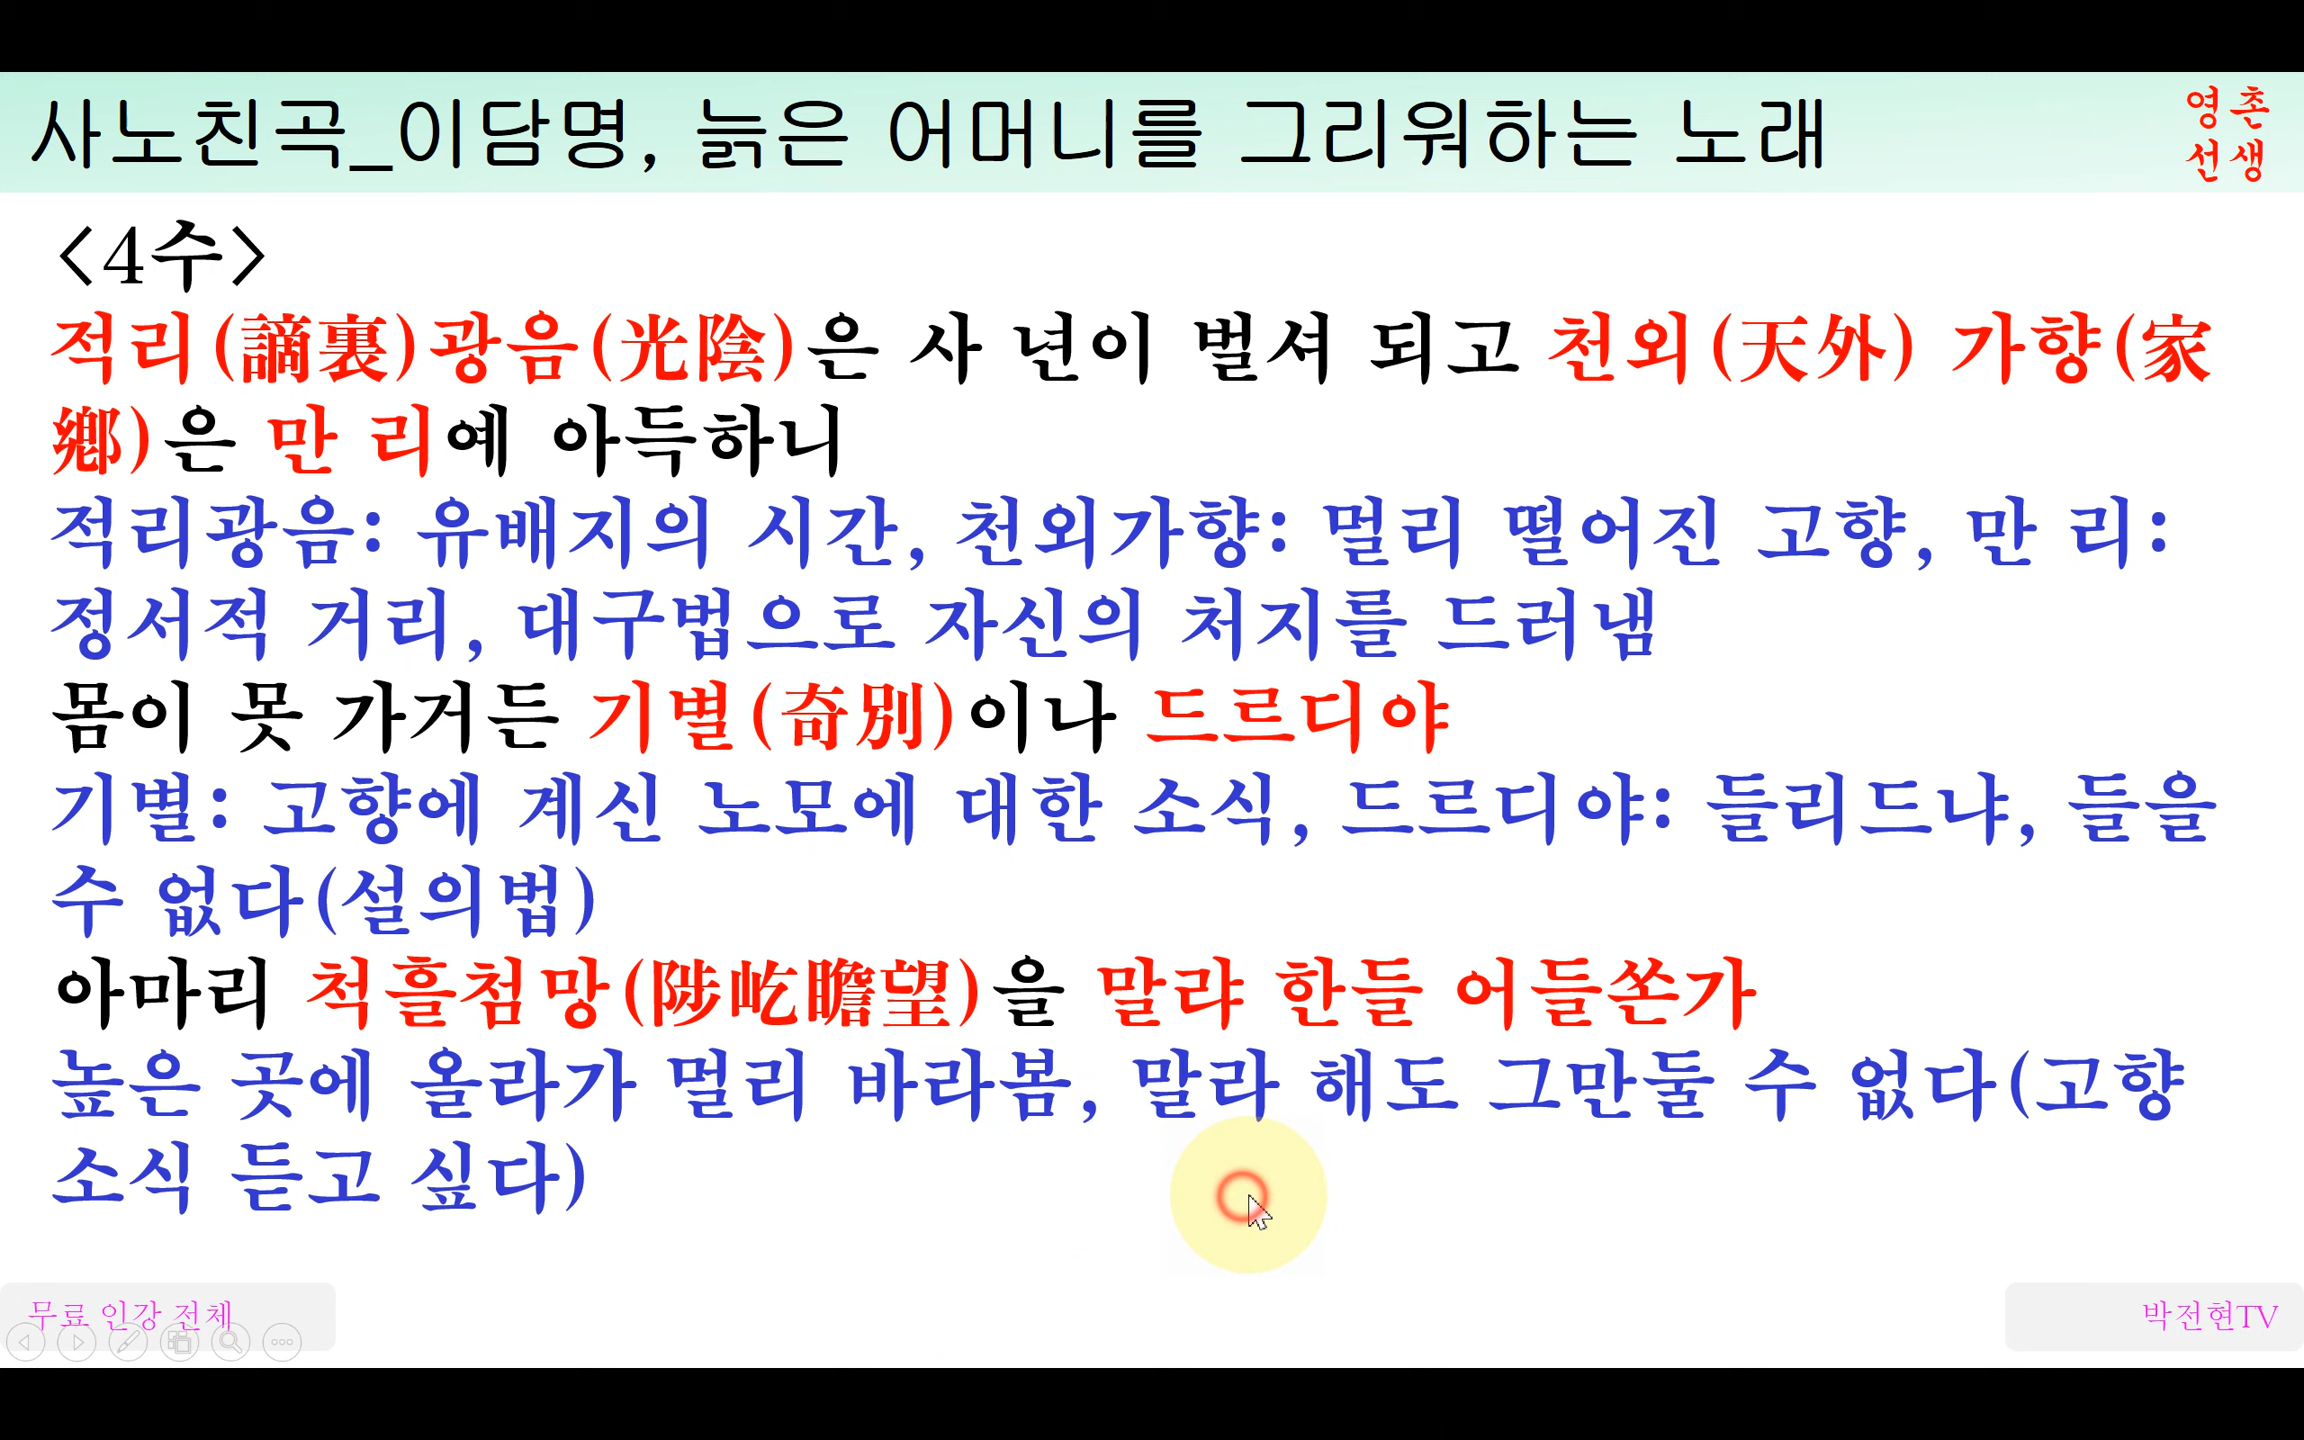 사노친곡_이담명, 늙은 어머니를 그리워하는 노래
영촌
선생
<4수>
적리(謫裏)광음(光陰)은 사 년이 벌셔 되고 천외(天外) 가향(家
鄕)은 만 리예 아득하니
적리광음: 유배지의 시간, 천외가향: 멀리 떨어진 고향, 만 리:
정서적 거리, 대구법으로 자신의 처지를 드러냄
몸이 못 가거든 기별(奇別)이나 드르디야
기별: 고향에 계신 노모에 대한 소식, 드르디야: 들리드냐, 들을
수 없다(설의법)
아마리 척흘첨망(陟屹瞻望)을 말랴 한들 어들쏜가
높은 곳에 올라가 멀리 바라봄, 말라 해도 그만둘 수 없다(고향
소식 듣고 싶다)
무료 인강 전체
박전현TV